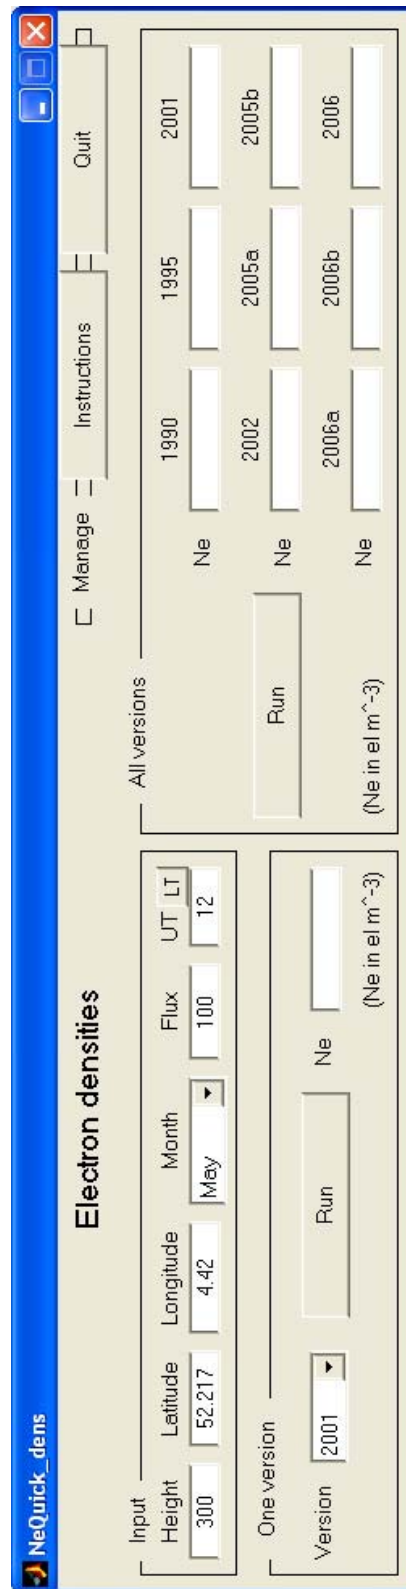 NeQuick_dens
Electron densities
Manage
Instructions
Quit
Input
Height Latitude Longitude Month Flux UT LT
300 52.217 4.42 May 100 12
One version
Version
2001
Run
Ne
(Ne in el m^-3)
All versions
1990 1995 2001
Ne
2002 2005a 2005b
Run
Ne
2006a 2006b 2006
Ne
(Ne in el m^-3)